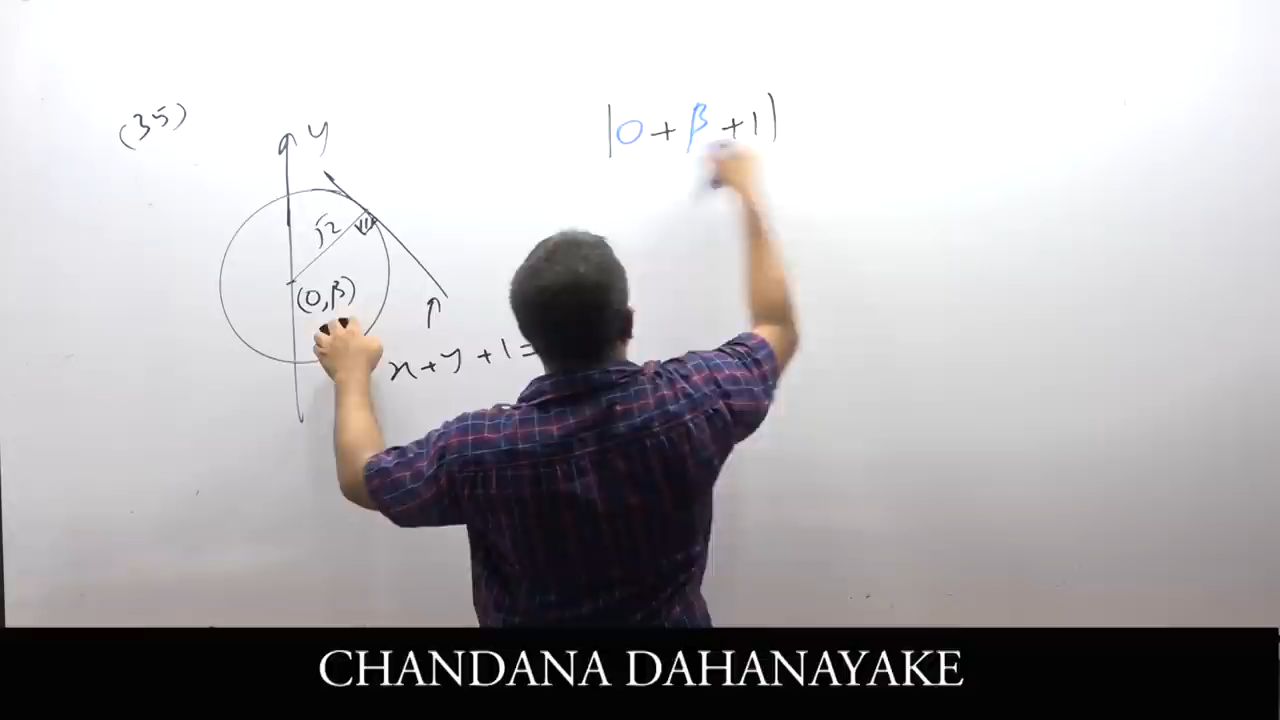 (35)
y
|0 + β + 1|
√2
(0,β)
x+y+1=
CHANDANA DAHANAYAKE